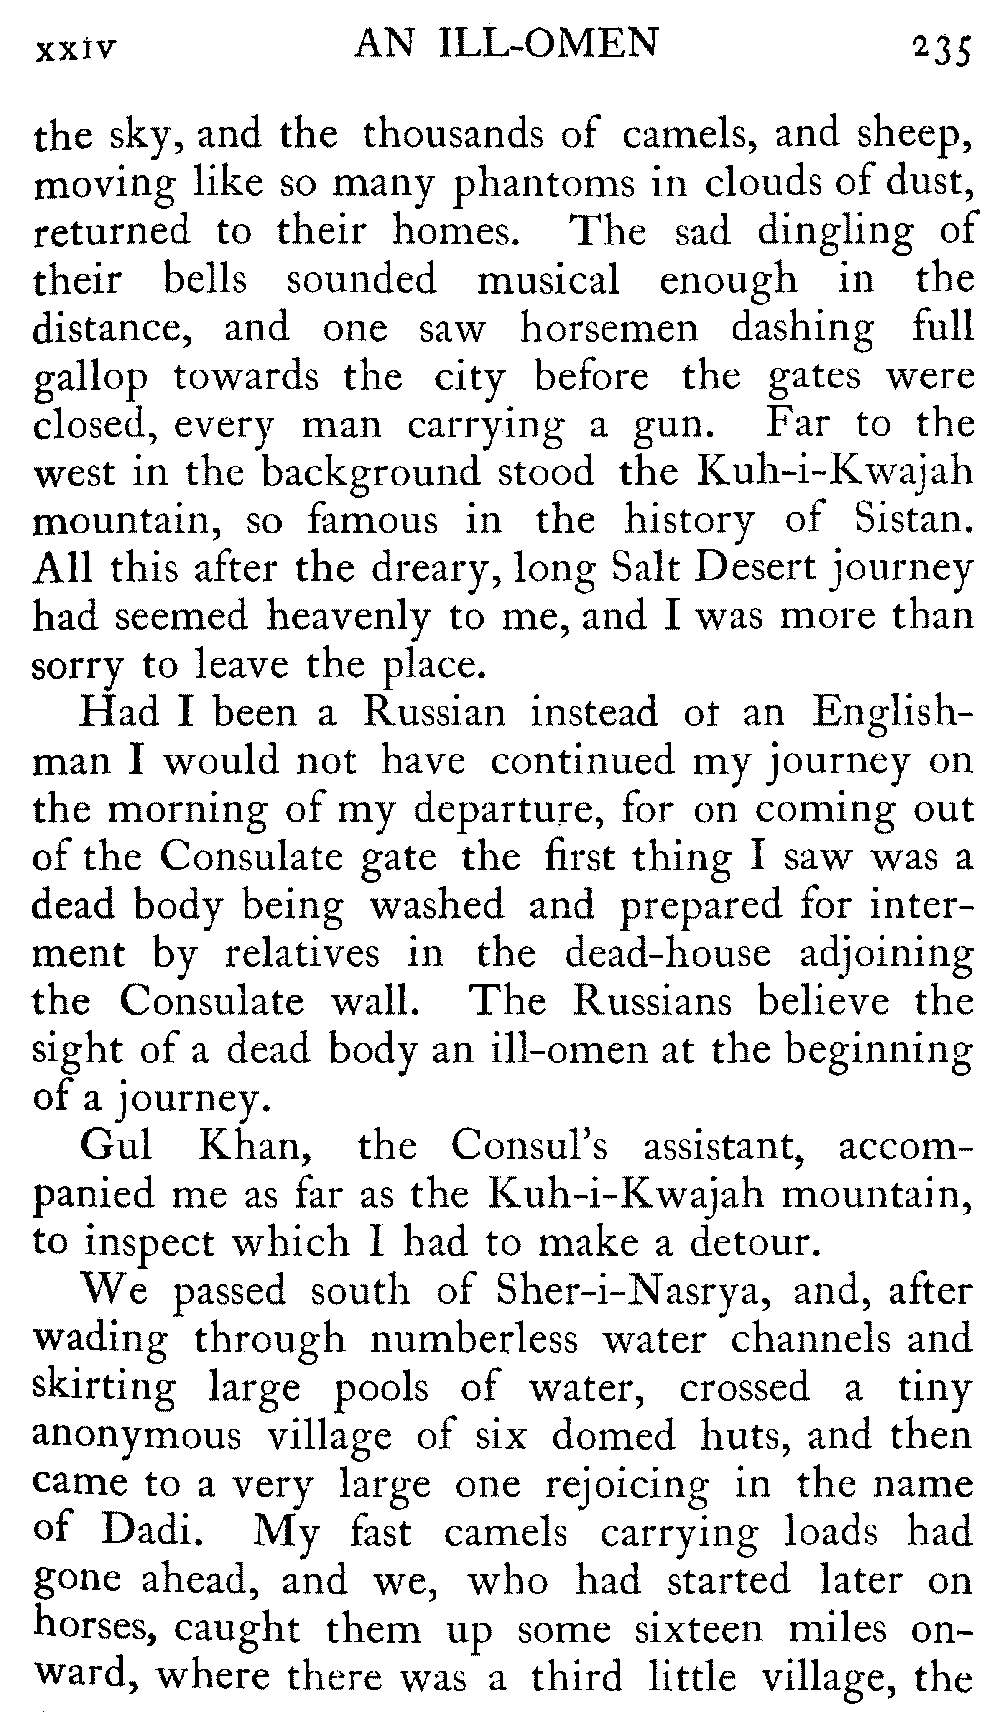 xxiv AN ILL-OMEN 235
the sky, and the thousands of camels, and sheep,
moving like so many phantoms in clouds of dust,
returned to their homes. The sad dingling of
their bells sounded musical enough in the
distance, and one saw horsemen dashing full
gallop towards the city before the gates were
closed, every man carrying a gun. Far to the
west in the background stood the Kuh-i-Kwajah
mountain, so famous in the history of Sistan.
All this after the dreary, long Salt Desert journey
had seemed heavenly to me, and I was more than
sorry to leave the place.
Had I been a Russian instead of an English-
man I would not have continued my journey on
the morning of my departure, for on coming out
of the Consulate gate the first thing I saw was a
dead body being washed and prepared for inter-
ment by relatives in the dead-house adjoining
the Consulate wall. The Russians believe the
sight of a dead body an ill-omen at the beginning
of a journey.
Gul Khan, the Consul's assistant, accom-
panied me as far as the Kuh-i-Kwajah mountain,
to inspect which I had to make a detour.
We passed south of Sher-i-Nasrya, and, after
wading through numberless water channels and
skirting large pools of water, crossed a tiny
anonymous village of six domed huts, and then
came to a very large one rejoicing in the name
of Dadi. My fast camels carrying loads had
gone ahead, and we, who had started later on
horses, caught them up some sixteen miles on-
ward, where there was a third little village, the